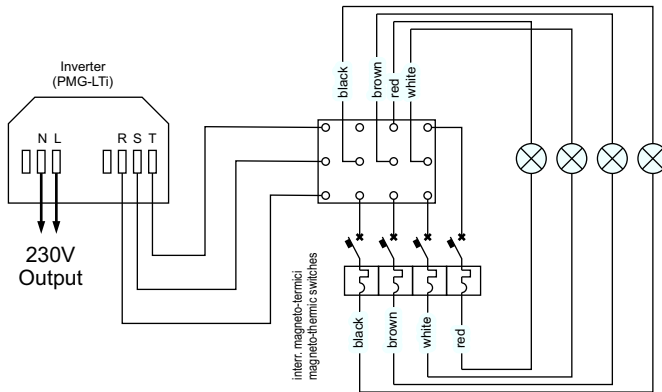 Inverter
(PMG-LTi)
N L
R S T
230V
Output
black
brown
red
white
interr. magneto-termici
magneto-thermic switches
black
brown
white
red